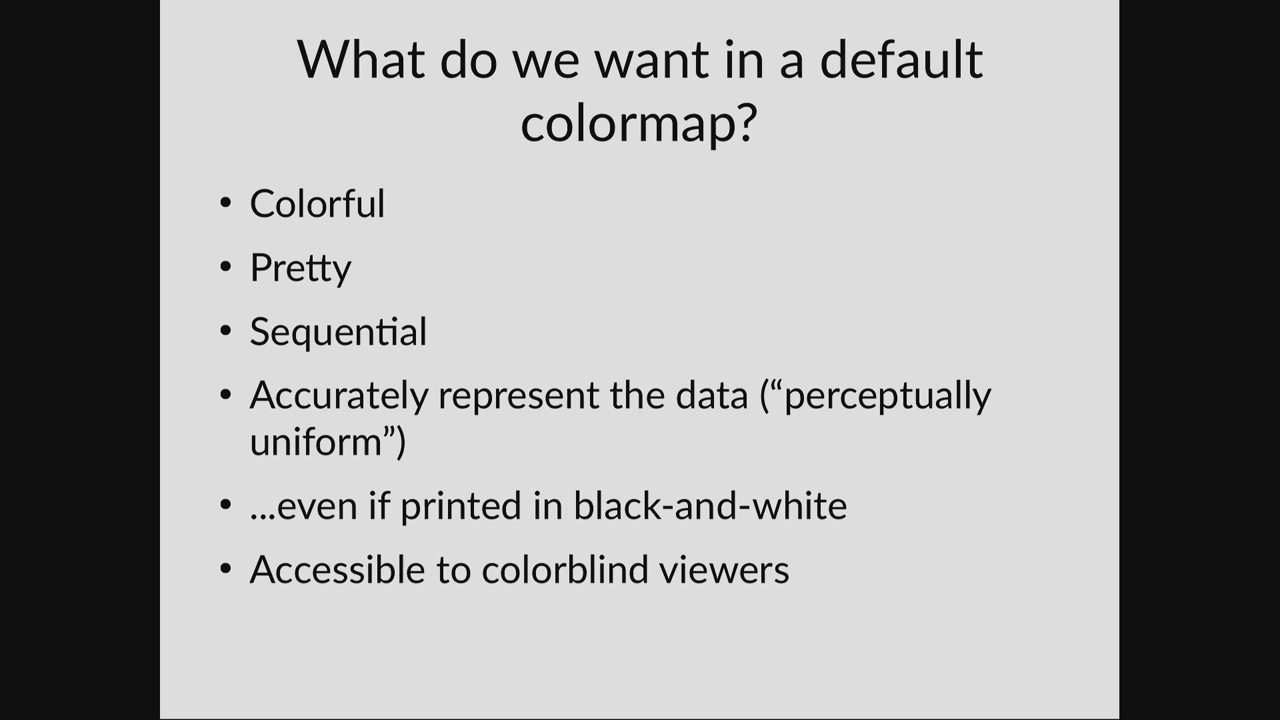 What do we want in a default
colormap?
• Colorful
• Pretty
• Sequential
• Accurately represent the data (“perceptually
uniform”)
• ...even if printed in black-and-white
• Accessible to colorblind viewers